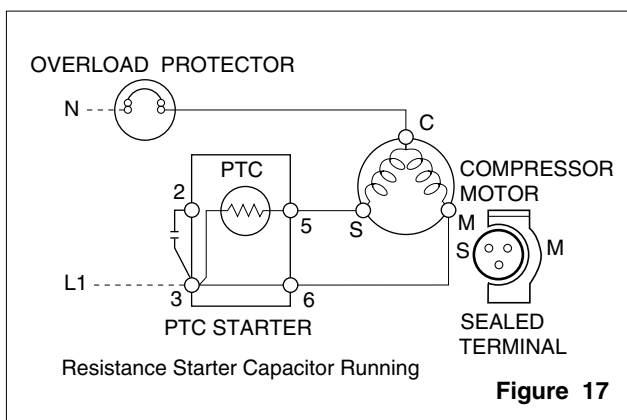 OVERLOAD PROTECTOR
N
C
PTC
COMPRESSOR
MOTOR
2
5
S
M
S
M
L1
3
6
PTC STARTER
SEALED
TERMINAL
Resistance Starter Capacitor Running
Figure 17